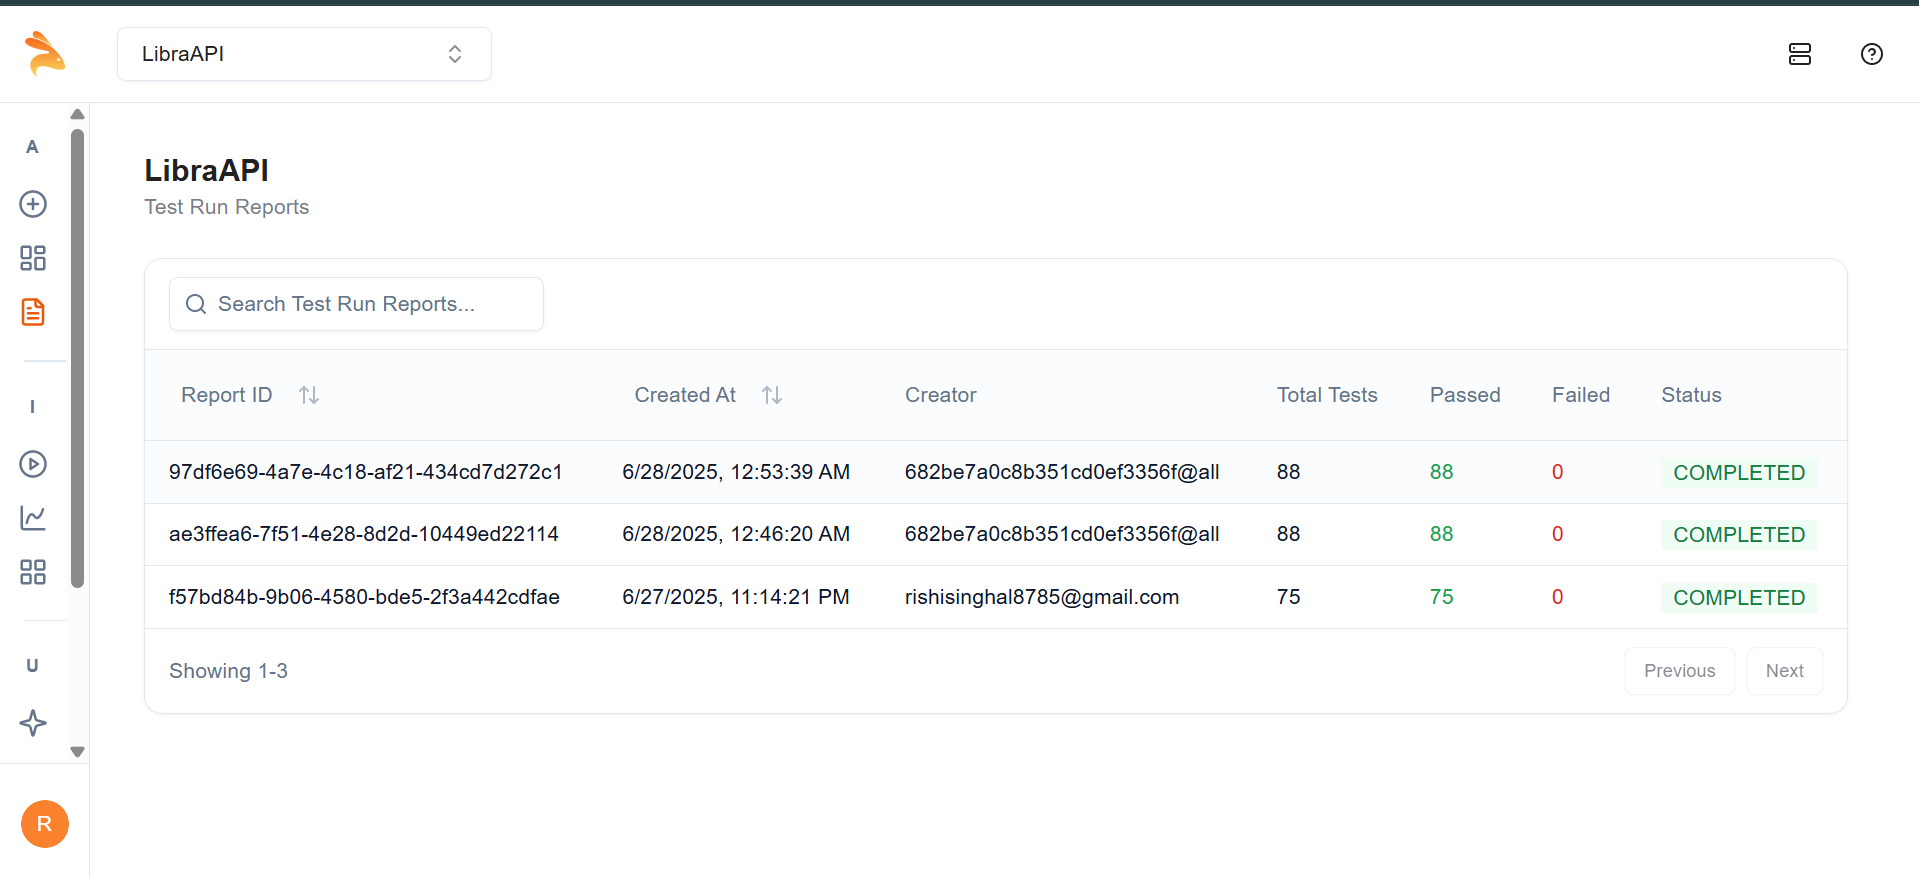 LibraAPI
A
I
U
R
LibraAPI
Test Run Reports
Search Test Run Reports...
Report ID Created At Creator Total Tests Passed Failed Status
97df6e69-4a7e-4c18-af21-434cd7d272c1 6/28/2025, 12:53:39 AM 682be7a0c8b351cd0ef3356f@all 88 88 0 COMPLETED
ae3ffea6-7f51-4e28-8d2d-10449ed22114 6/28/2025, 12:46:20 AM 682be7a0c8b351cd0ef3356f@all 88 88 0 COMPLETED
f57bd84b-9b06-4580-bde5-2f3a442cdfae 6/27/2025, 11:14:21 PM rishisinghal8785@gmail.com 75 75 0 COMPLETED
Showing 1-3 Previous Next